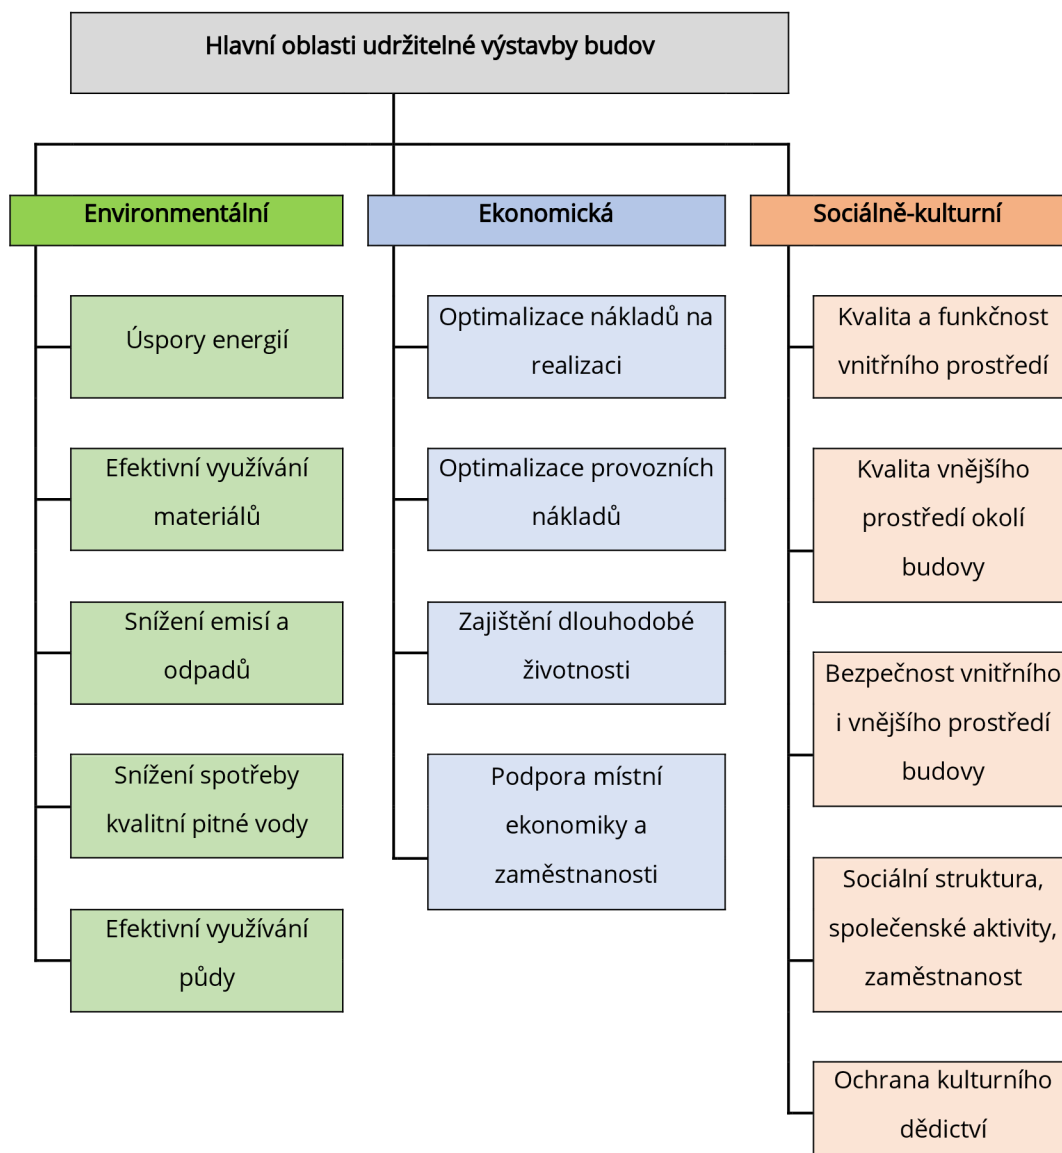 Hlavní oblasti udržitelné výstavby budov
Environmentální
Úspory energií
Efektivní využívání
materiálů
Snížení emisí a
odpadů
Snížení spotřeby
kvalitní pitné vody
Efektivní využívání
půdy
Ekonomická
Optimalizace nákladů na
realizaci
Optimalizace provozních
nákladů
Zajištění dlouhodobé
životnosti
Podpora místní
ekonomiky a
zaměstnanosti
Sociálně-kulturní
Kvalita a funkčnost
vnitřního prostředí
Kvalita vnějšího
prostředí okolí
budovy
Bezpečnost vnitřního
i vnějšího prostředí
budovy
Sociální struktura,
společenské aktivity,
zaměstnanost
Ochrana kulturního
dědictví